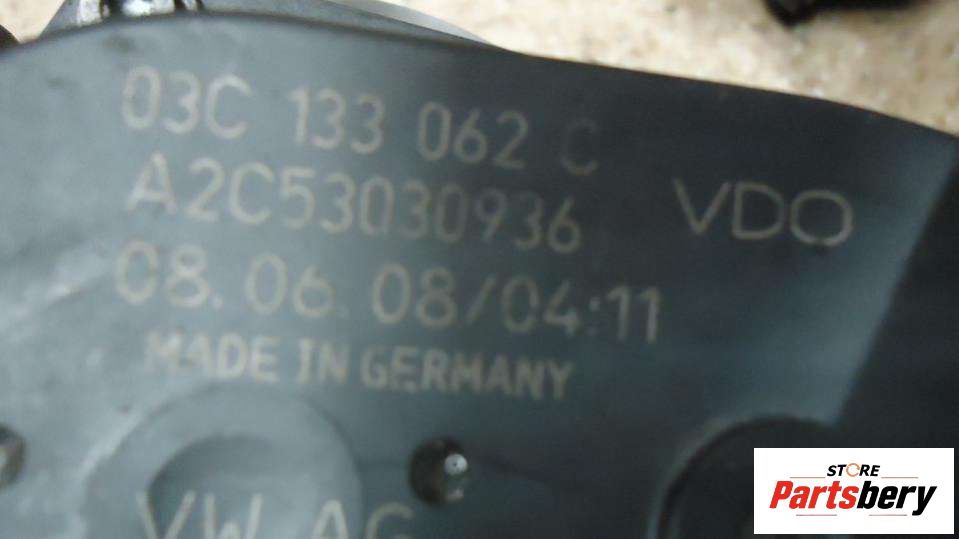 03C 133 062 C
A2C53030936
VDO
08.06.08/04:11
MADE IN GERMANY
VW AG
STORE
Partsbery